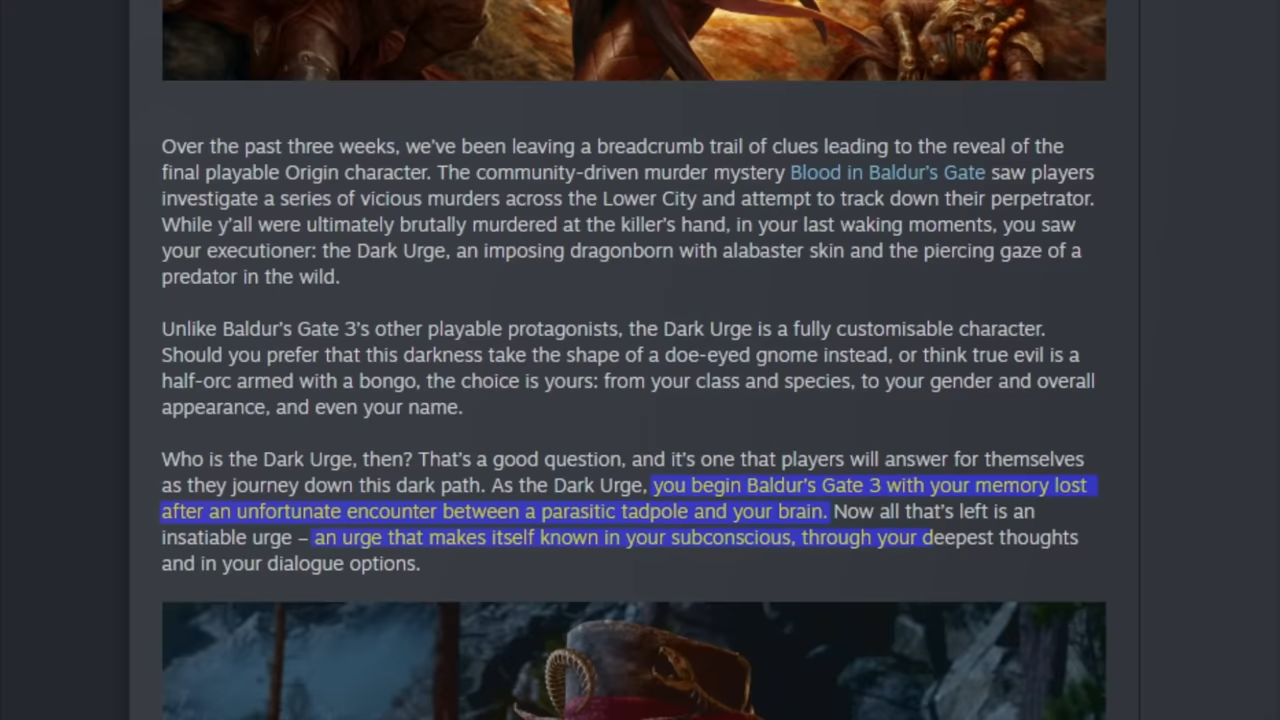 Over the past three weeks, we've been leaving a breadcrumb trail of clues leading to the reveal of the
final playable Origin character. The community-driven murder mystery Blood in Baldur's Gate saw players
investigate a series of vicious murders across the Lower City and attempt to track down their perpetrator.
While y'all were ultimately brutally murdered at the killer's hand, in your last waking moments, you saw
your executioner: the Dark Urge, an imposing dragonborn with alabaster skin and the piercing gaze of a
predator in the wild.
Unlike Baldur's Gate 3's other playable protagonists, the Dark Urge is a fully customisable character.
Should you prefer that this darkness take the shape of a doe-eyed gnome instead, or think true evil is a
half-orc armed with a bongo, the choice is yours: from your class and species, to your gender and overall
appearance, and even your name.
Who is the Dark Urge, then? That's a good question, and it's one that players will answer for themselves
as they journey down this dark path. As the Dark Urge, you begin Baldur's Gate 3 with your memory lost
after an unfortunate encounter between a parasitic tadpole and your brain. Now all that's left is an
insatiable urge – an urge that makes itself known in your subconscious, through your deepest thoughts
and in your dialogue options.